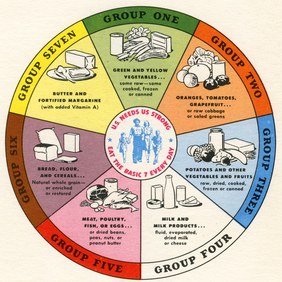 GROUP ONE
GREEN AND YELLOW
VEGETABLES...
some raw—some
cooked, frozen
or canned
GROUP TWO
ORANGES, TOMATOES,
GRAPEFRUIT...
or raw cabbage
or salad greens
GROUP THREE
POTATOES AND OTHER
VEGETABLES AND FRUITS
raw, dried, cooked,
frozen or canned
GROUP FOUR
MILK AND
MILK PRODUCTS...
fluid, evaporated,
dried milk
or cheese
GROUP FIVE
MEAT, POULTRY,
FISH, OR EGGS...
or dried beans,
peas, nuts, or
peanut butter
GROUP SIX
BREAD, FLOUR,
AND CEREALS...
Natural whole grain—
or enriched
or restored
GROUP SEVEN
BUTTER AND
FORTIFIED MARGARINE
(with added Vitamin A)
U.S. NEEDS US STRONG
EAT THE BASIC 7 EVERY DAY